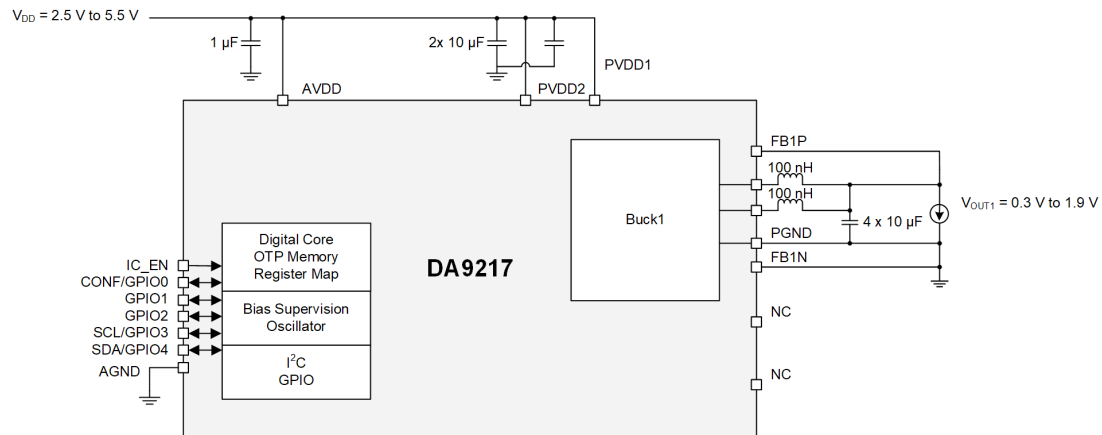 V_DD = 2.5 V to 5.5 V
1 µF
2x 10 µF
PVDD1
AVDD
PVDD2
FB1P
100 nH
100 nH
V_OUT1 = 0.3 V to 1.9 V
4 x 10 µF
Buck1
PGND
FB1N
DA9217
Digital Core
OTP Memory
Register Map
Bias Supervision
Oscillator
I²C
GPIO
IC_EN
CONF/GPIO0
GPIO1
GPIO2
SCL/GPIO3
SDA/GPIO4
AGND
NC
NC